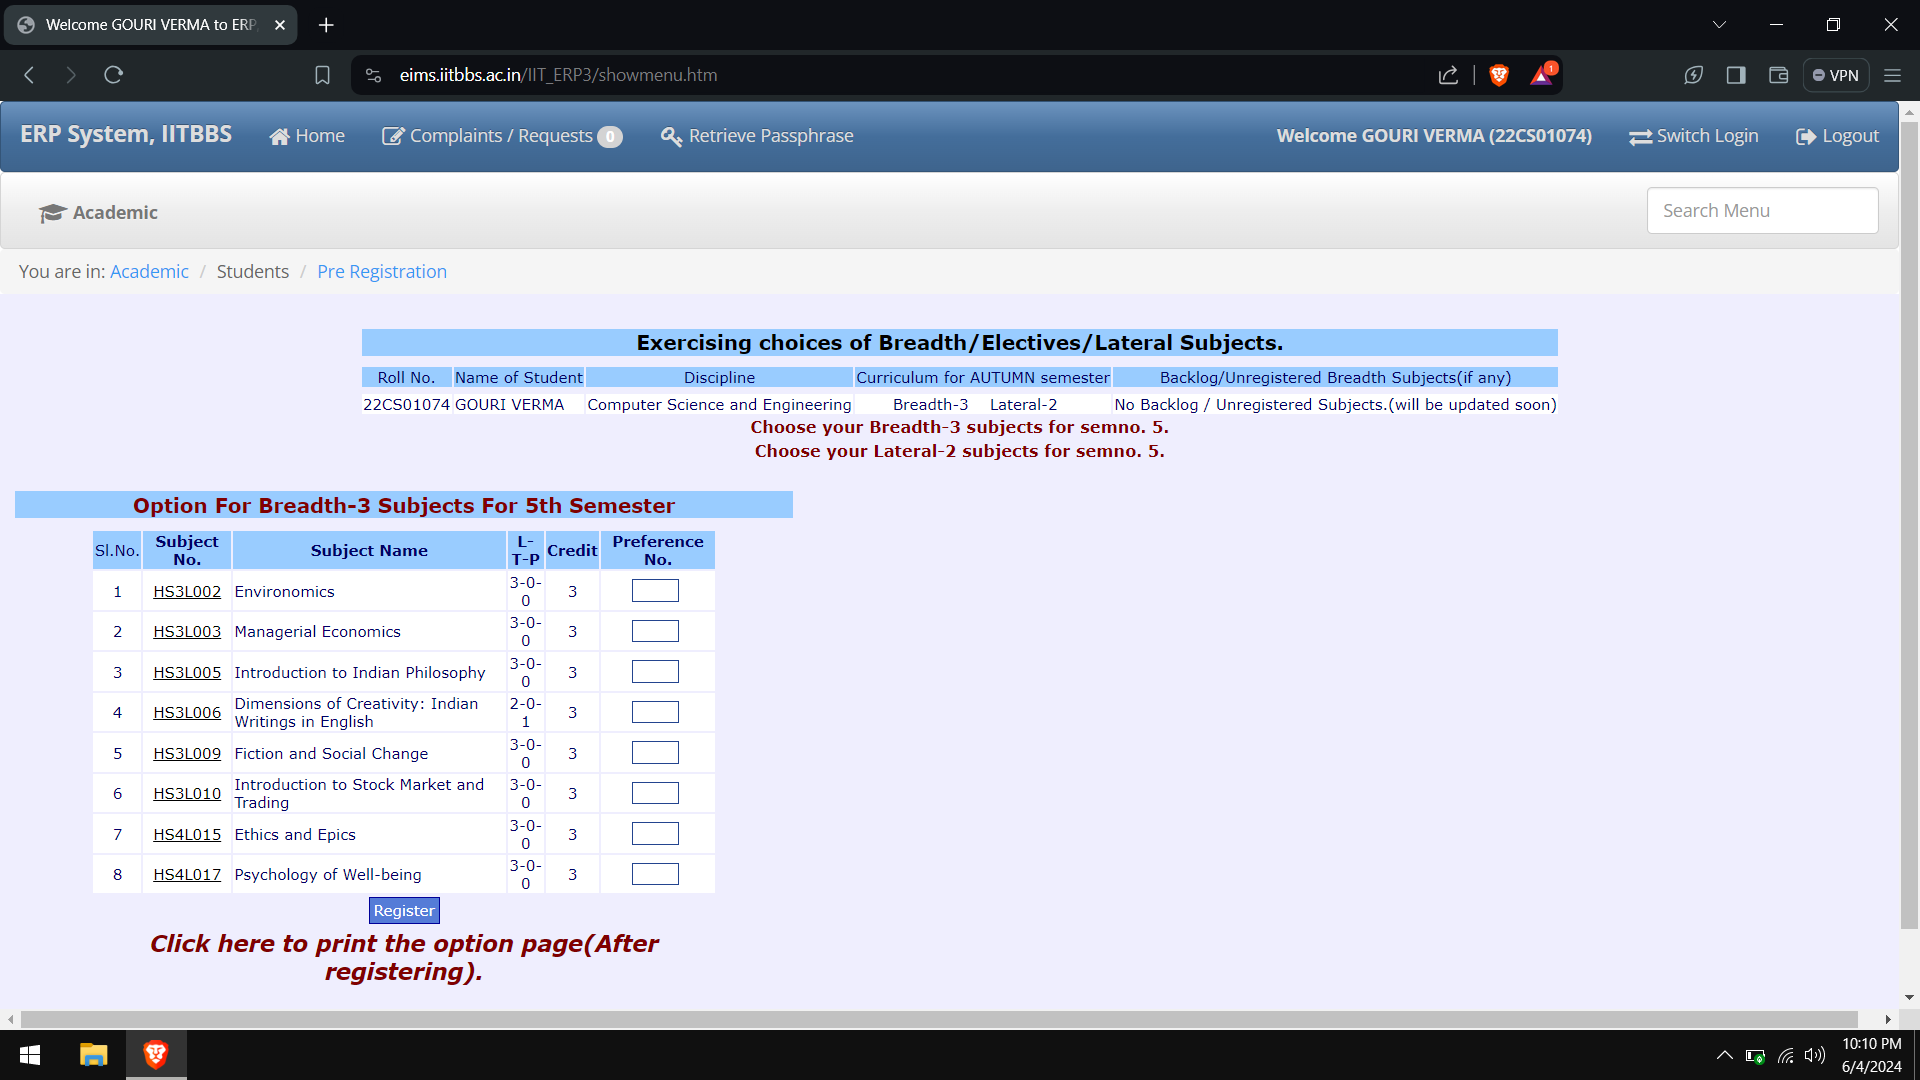 Welcome GOURI VERMA to ERP,
eims.iitbbs.ac.in/IIT_ERP3/showmenu.htm
1
VPN
ERP System, IITBBS
Home
Complaints / Requests 0
Retrieve Passphrase
Welcome GOURI VERMA (22CS01074)
Switch Login
Logout
Academic
Search Menu
You are in: Academic / Students / Pre Registration
Exercising choices of Breadth/Electives/Lateral Subjects.
Roll No. Name of Student Discipline Curriculum for AUTUMN semester Backlog/Unregistered Breadth Subjects(if any)
22CS01074 GOURI VERMA Computer Science and Engineering Breadth-3 Lateral-2 No Backlog / Unregistered Subjects.(will be updated soon)
Choose your Breadth-3 subjects for semno. 5.
Choose your Lateral-2 subjects for semno. 5.
Option For Breadth-3 Subjects For 5th Semester
Sl.No. Subject No. Subject Name L-T-P Credit Preference No.
1 HS3L002 Environomics 3-0-0 3
2 HS3L003 Managerial Economics 3-0-0 3
3 HS3L005 Introduction to Indian Philosophy 3-0-0 3
4 HS3L006 Dimensions of Creativity: Indian Writings in English 2-0-1 3
5 HS3L009 Fiction and Social Change 3-0-0 3
6 HS3L010 Introduction to Stock Market and Trading 3-0-0 3
7 HS4L015 Ethics and Epics 3-0-0 3
8 HS4L017 Psychology of Well-being 3-0-0 3
Register
Click here to print the option page(After
registering).
10:10 PM
6/4/2024